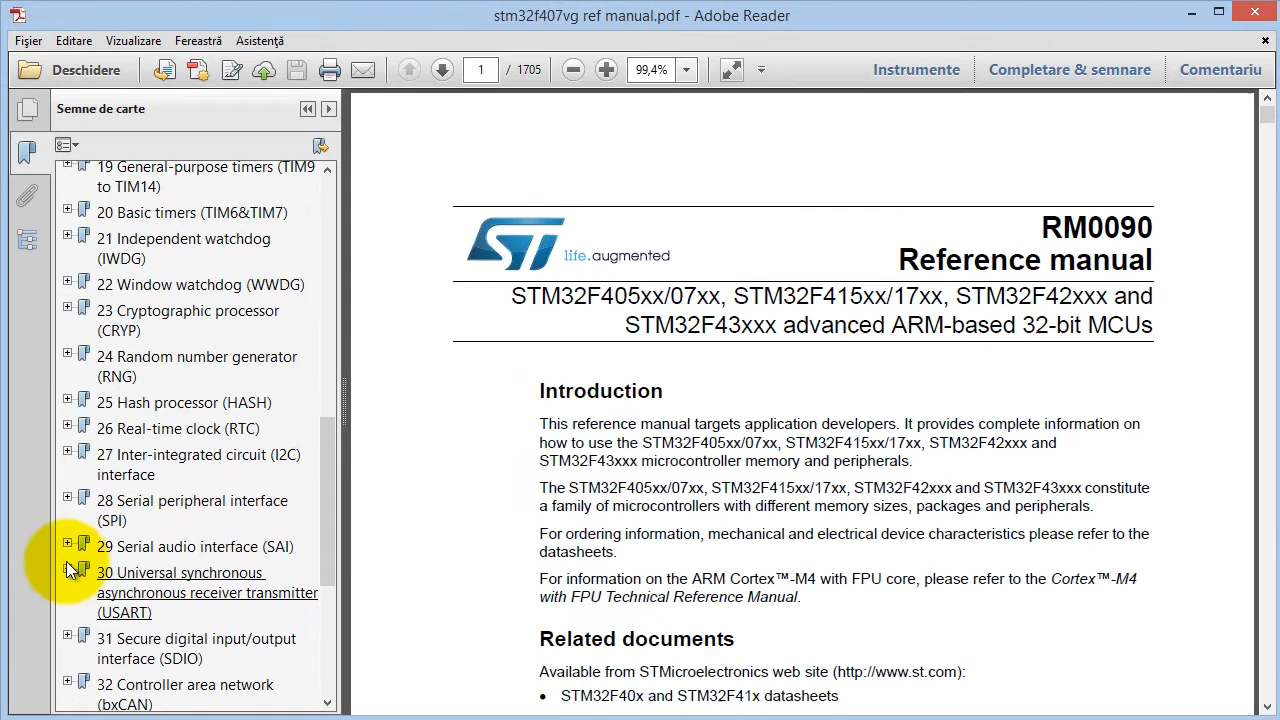 stm32f407vg ref manual.pdf - Adobe Reader
Fișier Editare Vizualizare Fereastră Asistență
Deschidere 1 / 1705 99,4% Instrumente Completare & semnare Comentariu
Semne de carte
19 General-purpose timers (TIM9
to TIM14)
20 Basic timers (TIM6&TIM7)
21 Independent watchdog
(IWDG)
22 Window watchdog (WWDG)
23 Cryptographic processor
(CRYP)
24 Random number generator
(RNG)
25 Hash processor (HASH)
26 Real-time clock (RTC)
27 Inter-integrated circuit (I2C)
interface
28 Serial peripheral interface
(SPI)
29 Serial audio interface (SAI)
30 Universal synchronous
asynchronous receiver transmitter
(USART)
31 Secure digital input/output
interface (SDIO)
32 Controller area network
(bxCAN)
ST life.augmented
RM0090
Reference manual
STM32F405xx/07xx, STM32F415xx/17xx, STM32F42xxx and
STM32F43xxx advanced ARM-based 32-bit MCUs
Introduction
This reference manual targets application developers. It provides complete information on
how to use the STM32F405xx/07xx, STM32F415xx/17xx, STM32F42xxx and
STM32F43xxx microcontroller memory and peripherals.
The STM32F405xx/07xx, STM32F415xx/17xx, STM32F42xxx and STM32F43xxx constitute
a family of microcontrollers with different memory sizes, packages and peripherals.
For ordering information, mechanical and electrical device characteristics please refer to the
datasheets.
For information on the ARM Cortex™-M4 with FPU core, please refer to the Cortex™-M4
with FPU Technical Reference Manual.
Related documents
Available from STMicroelectronics web site (http://www.st.com):
• STM32F40x and STM32F41x datasheets